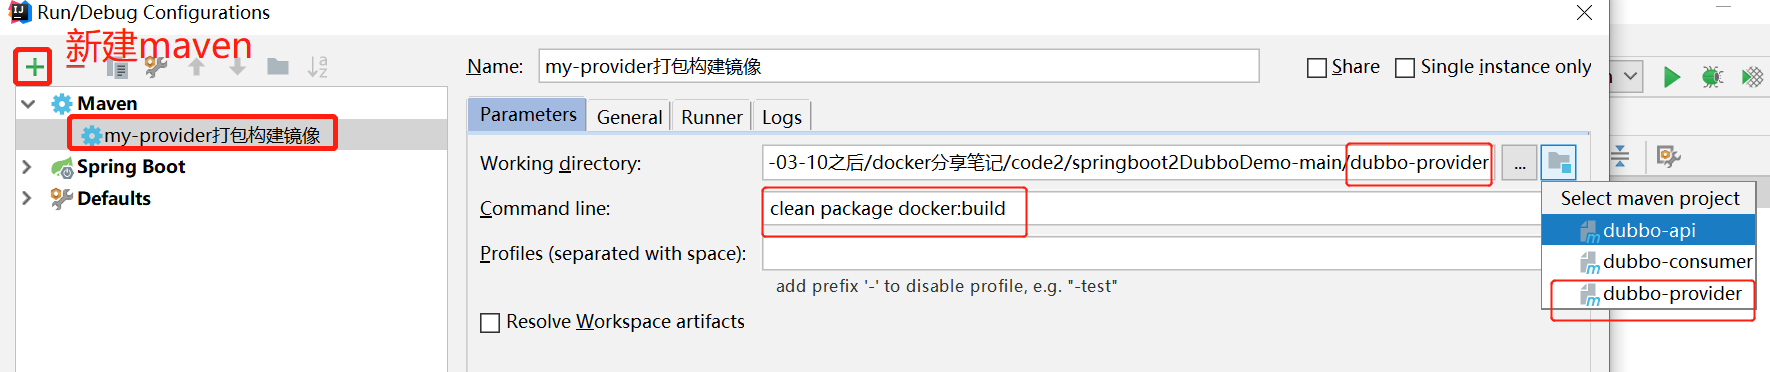 Run/Debug Configurations
新建maven
Name: my-provider打包构建镜像
Share
Single instance only
Maven
my-provider打包构建镜像
Spring Boot
Defaults
Parameters General Runner Logs
Working directory: -03-10之后/docker分享笔记/code2/springboot2DubboDemo-main/dubbo-provider ...
Command line: clean package docker:build
Profiles (separated with space):
add prefix '-' to disable profile, e.g. "-test"
Resolve Workspace artifacts
Select maven project
dubbo-api
dubbo-consumer
dubbo-provider